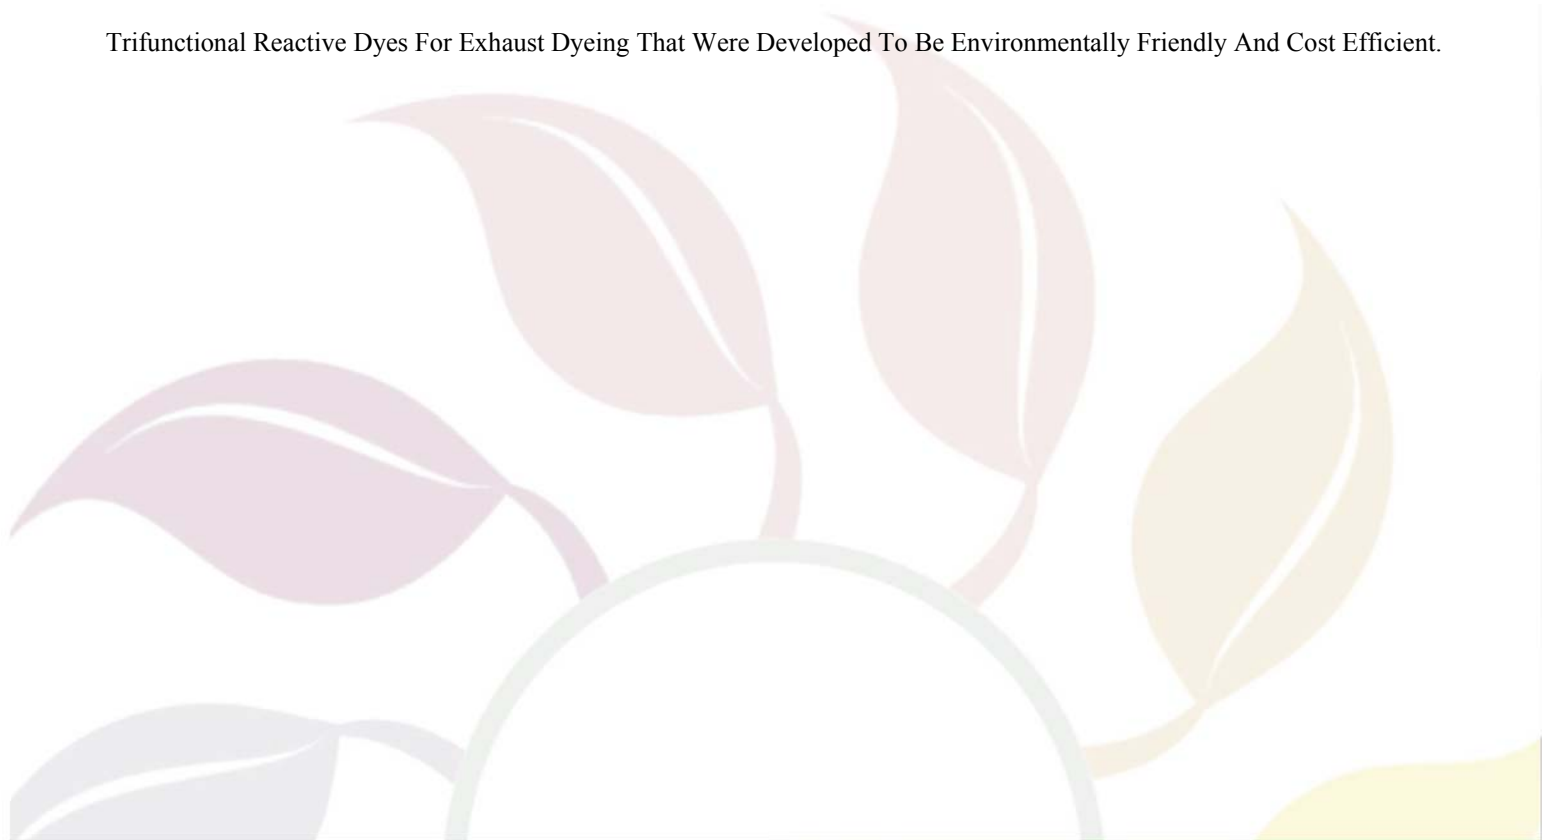 Trifunctional Reactive Dyes For Exhaust Dyeing That Were Developed To Be Environmentally Friendly And Cost Efficient.